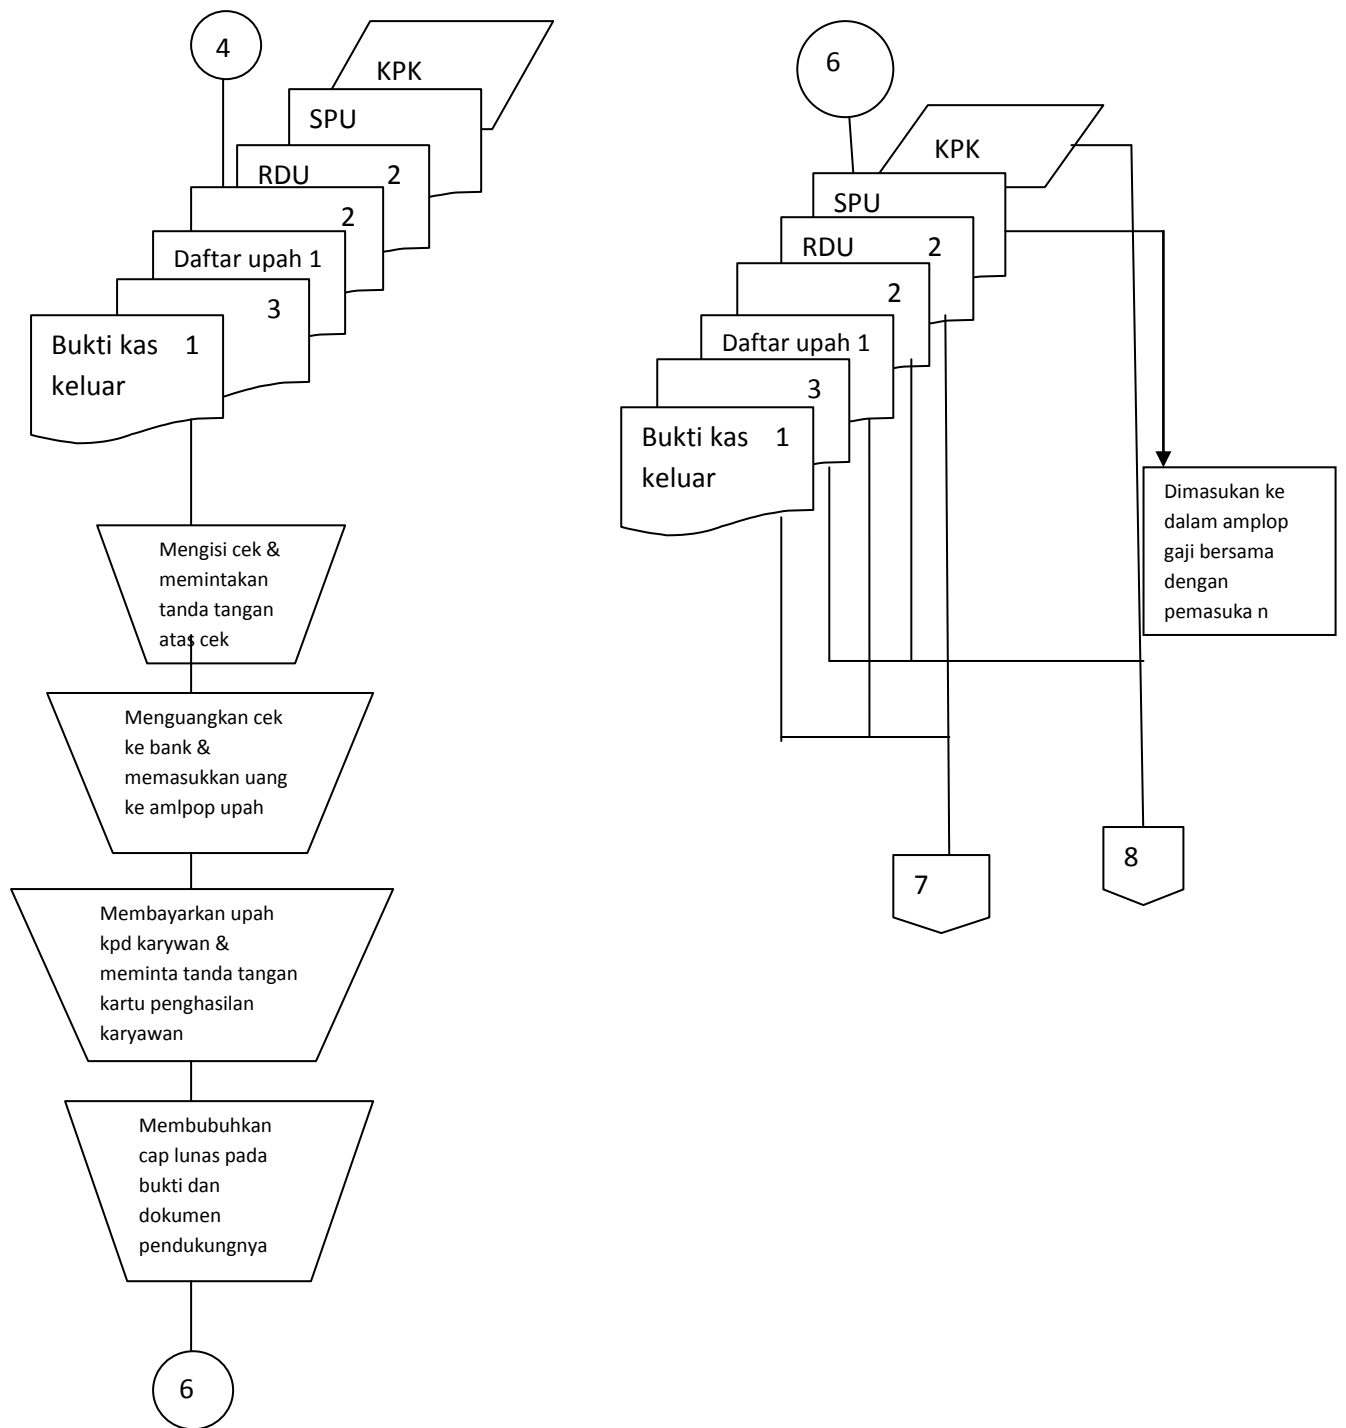 4
KPK
SPU
RDU 2
2
Daftar upah 1
3
Bukti kas 1
keluar
Mengisi cek &
memintakan
tanda tangan
atas cek
Menguangkan cek
ke bank &
memasukkan uang
ke amlpop upah
Membayarkan upah
kpd karywan &
meminta tanda tangan
kartu penghasilan
karyawan
Membubuhkan
cap lunas pada
bukti dan
dokumen
pendukungnya
6
6
KPK
SPU
RDU 2
2
Daftar upah 1
3
Bukti kas 1
keluar
Dimasukan ke
dalam amplop
gaji bersama
dengan
pemasuka n
7
8